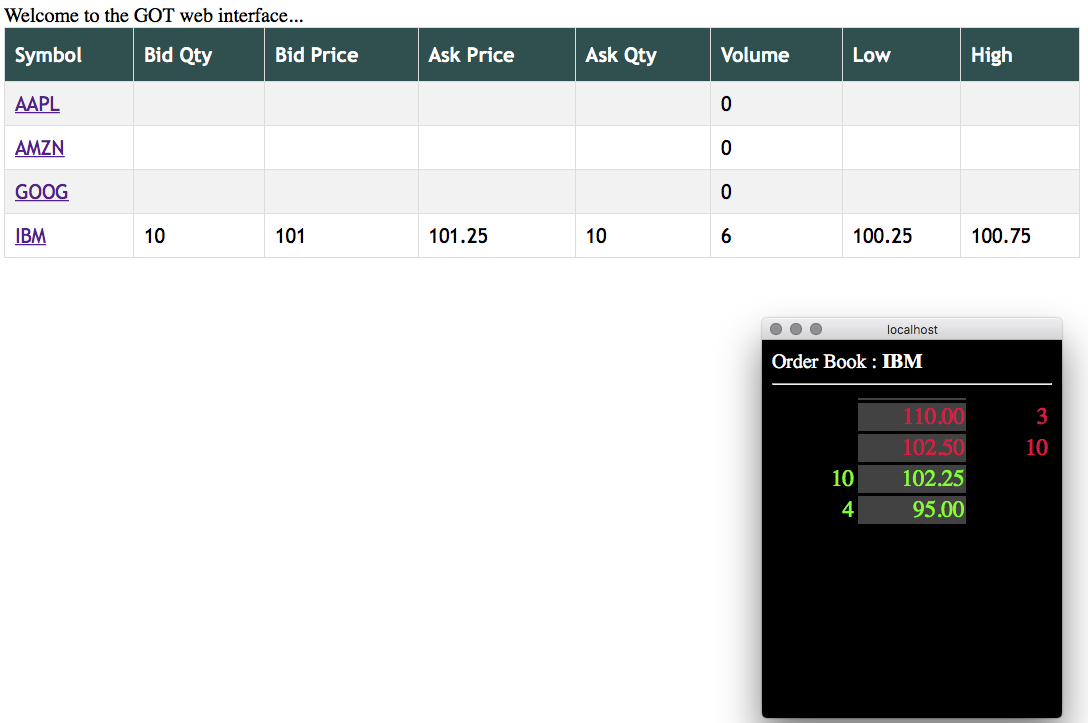 Welcome to the GOT web interface...
Symbol Bid Qty Bid Price Ask Price Ask Qty Volume Low High
AAPL 0
AMZN 0
GOOG 0
IBM 10 101 101.25 10 6 100.25 100.75
localhost
Order Book : IBM
110.00 3
102.50 10
10 102.25
4 95.00